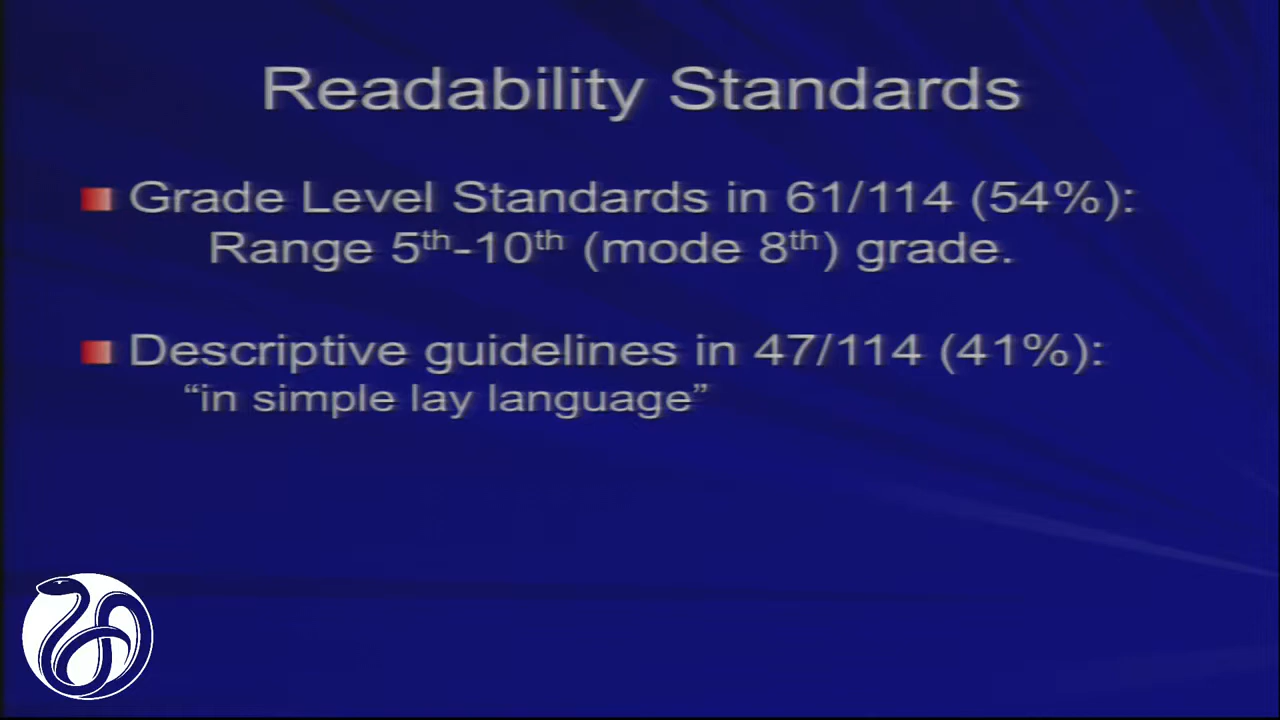 Readability Standards
Grade Level Standards in 61/114 (54%):
Range 5th-10th (mode 8th) grade.
Descriptive guidelines in 47/114 (41%):
“in simple lay language”